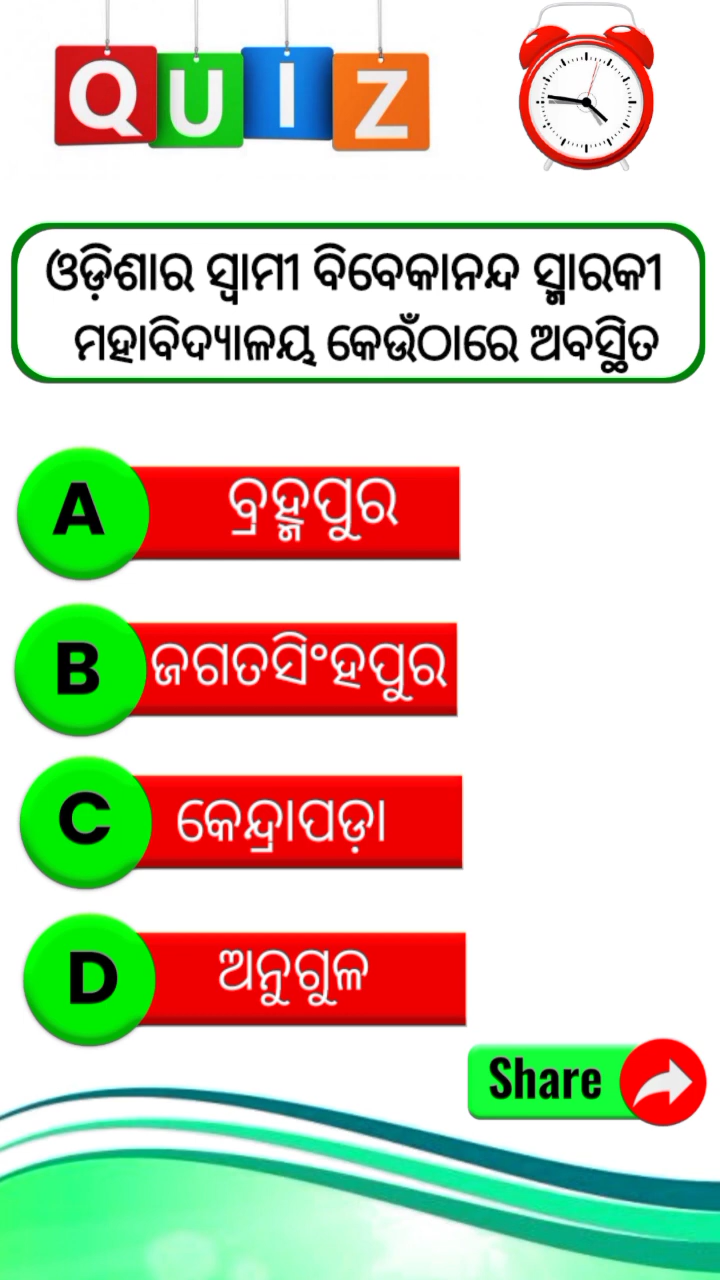 QUIZ
ଓଡ଼ିଶାର ସ୍ୱାମୀ ବିବେକାନନ୍ଦ ସ୍ମାରକୀ
ମହାବିଦ୍ୟାଳୟ କେଉଁଠାରେ ଅବସ୍ଥିତ
A ବ୍ରହ୍ମପୁର
B ଜଗତସିଂହପୁର
C କେନ୍ଦ୍ରାପଡ଼ା
D ଅନୁଗୁଳ
Share